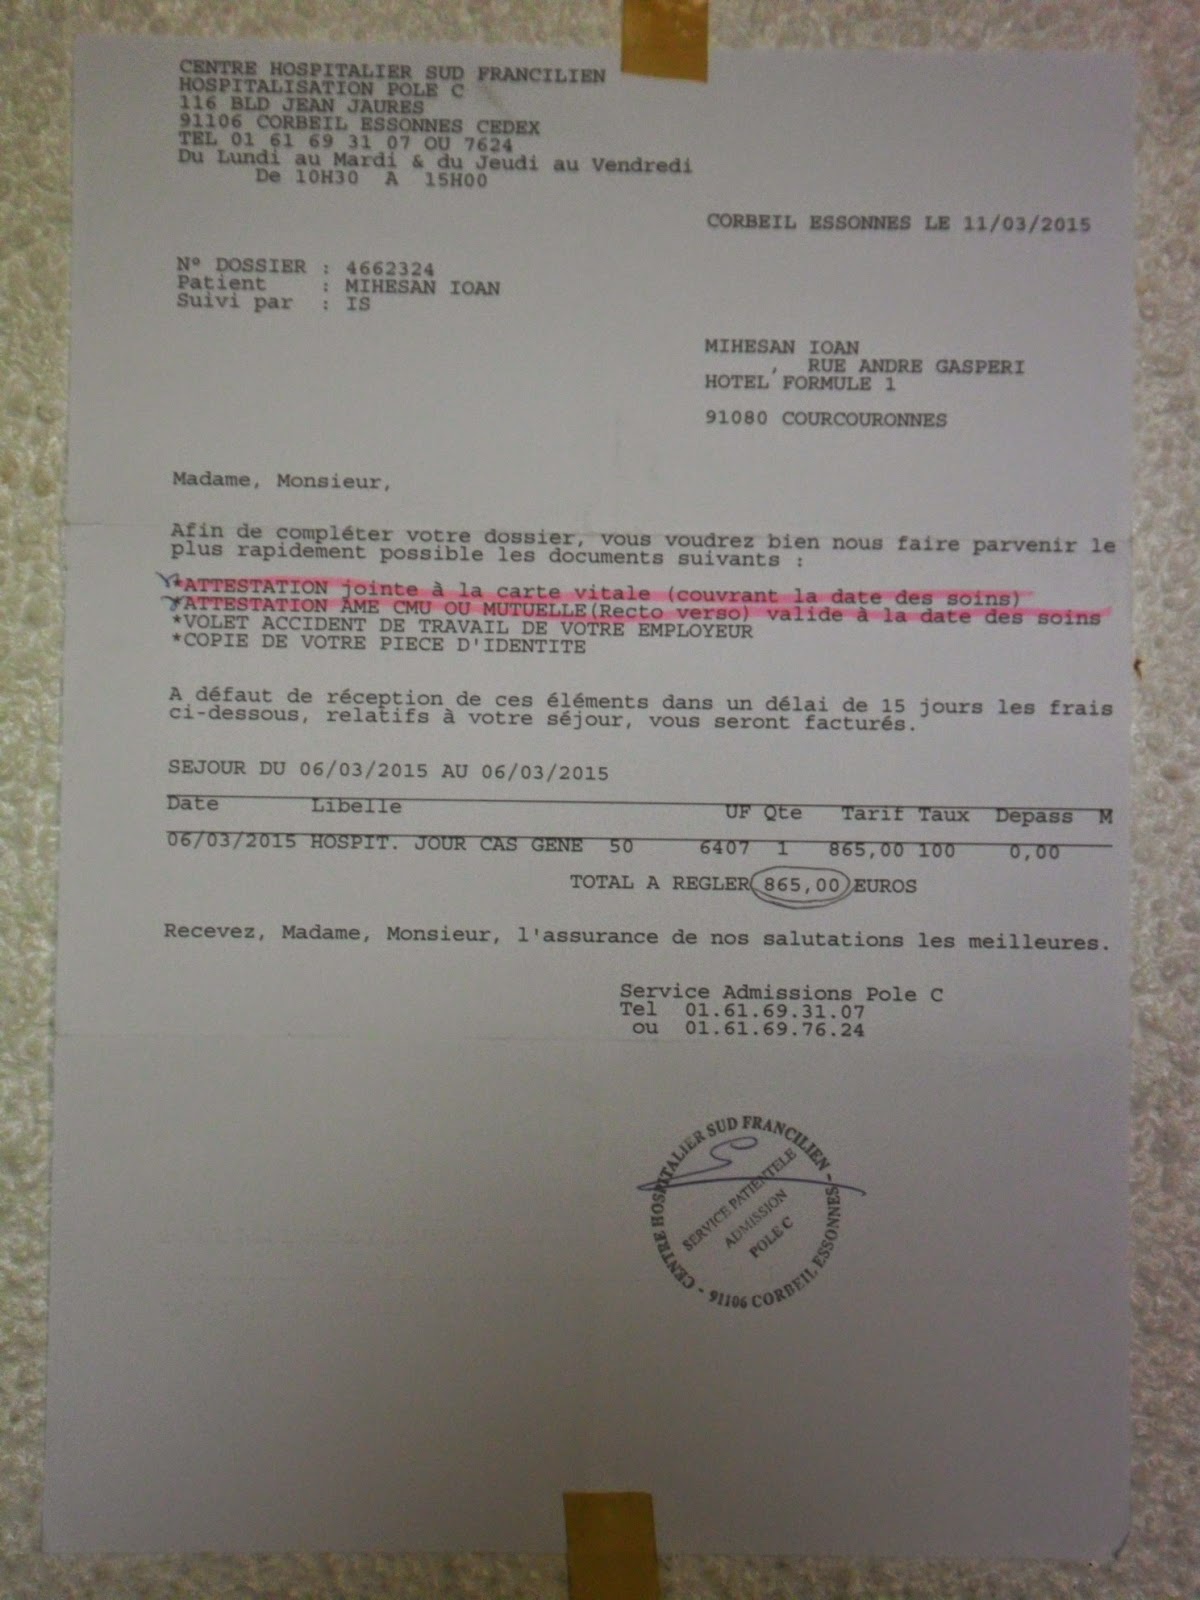 CENTRE HOSPITALIER SUD FRANCILIEN
HOSPITALISATION POLE C
116 BLD JEAN JAURES
91106 CORBEIL ESSONNES CEDEX
TEL 01 61 69 31 07 OU 7624
Du Lundi au Mardi & du Jeudi au Vendredi
De 10H30 A 15H00
CORBEIL ESSONNES LE 11/03/2015
N° DOSSIER : 4662324
Patient : MIHESAN IOAN
Suivi par : IS
MIHESAN IOAN
, RUE ANDRE GASPERI
HOTEL FORMULE 1
91080 COURCOURONNES
Madame, Monsieur,
Afin de compléter votre dossier, vous voudrez bien nous faire parvenir le
plus rapidement possible les documents suivants :
*ATTESTATION jointe à la carte vitale (couvrant la date des soins)
*ATTESTATION AME CMU OU MUTUELLE(Recto verso) valide à la date des soins
*VOLET ACCIDENT DE TRAVAIL DE VOTRE EMPLOYEUR
*COPIE DE VOTRE PIECE D'IDENTITE
A défaut de réception de ces éléments dans un délai de 15 jours les frais
ci-dessous, relatifs à votre séjour, vous seront facturés.
SEJOUR DU 06/03/2015 AU 06/03/2015
Date Libelle UF Qte Tarif Taux Depass M
06/03/2015 HOSPIT. JOUR CAS GENE 50 6407 1 865,00 100 0,00
TOTAL A REGLER 865,00 EUROS
Recevez, Madame, Monsieur, l'assurance de nos salutations les meilleures.
Service Admissions Pole C
Tel 01.61.69.31.07
ou 01.61.69.76.24
CENTRE HOSPITALIER SUD FRANCILIEN -
SERVICE PATIENTELE
ADMISSION
POLE C
- 91106 CORBEIL ESSONNES